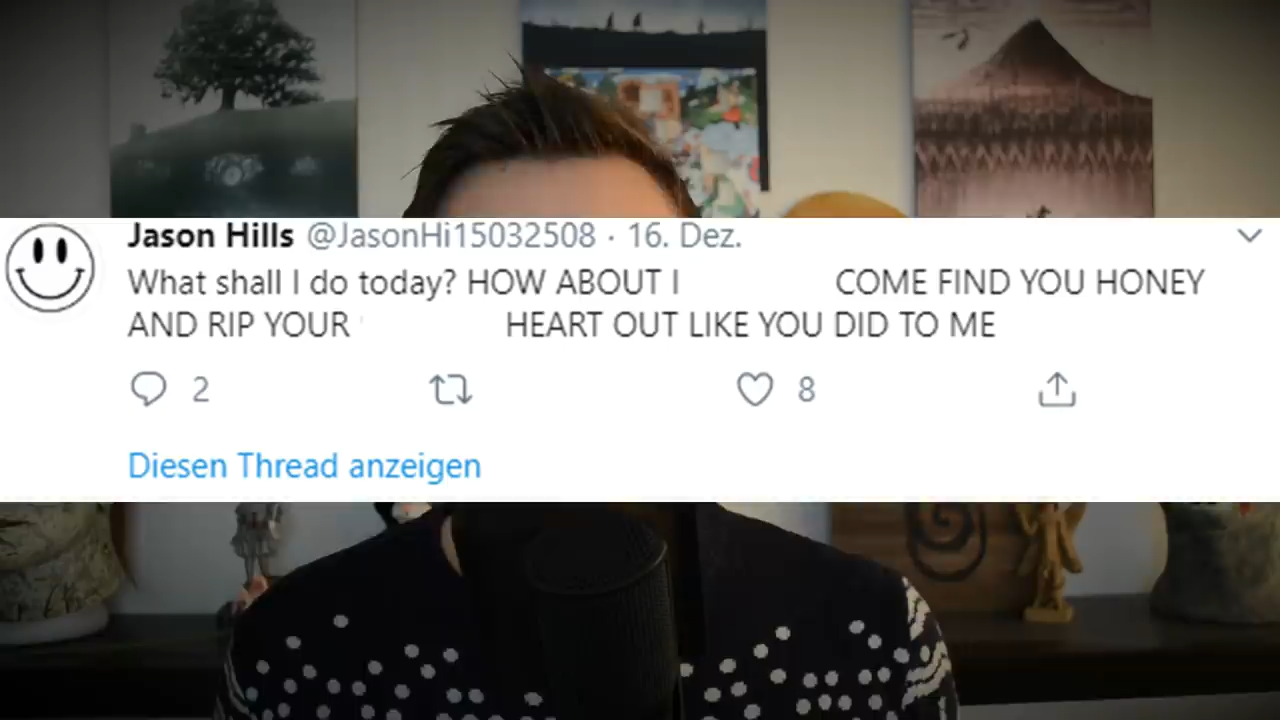 Jason Hills @JasonHi15032508 · 16. Dez.
What shall I do today? HOW ABOUT I COME FIND YOU HONEY
AND RIP YOUR HEART OUT LIKE YOU DID TO ME
2 8
Diesen Thread anzeigen